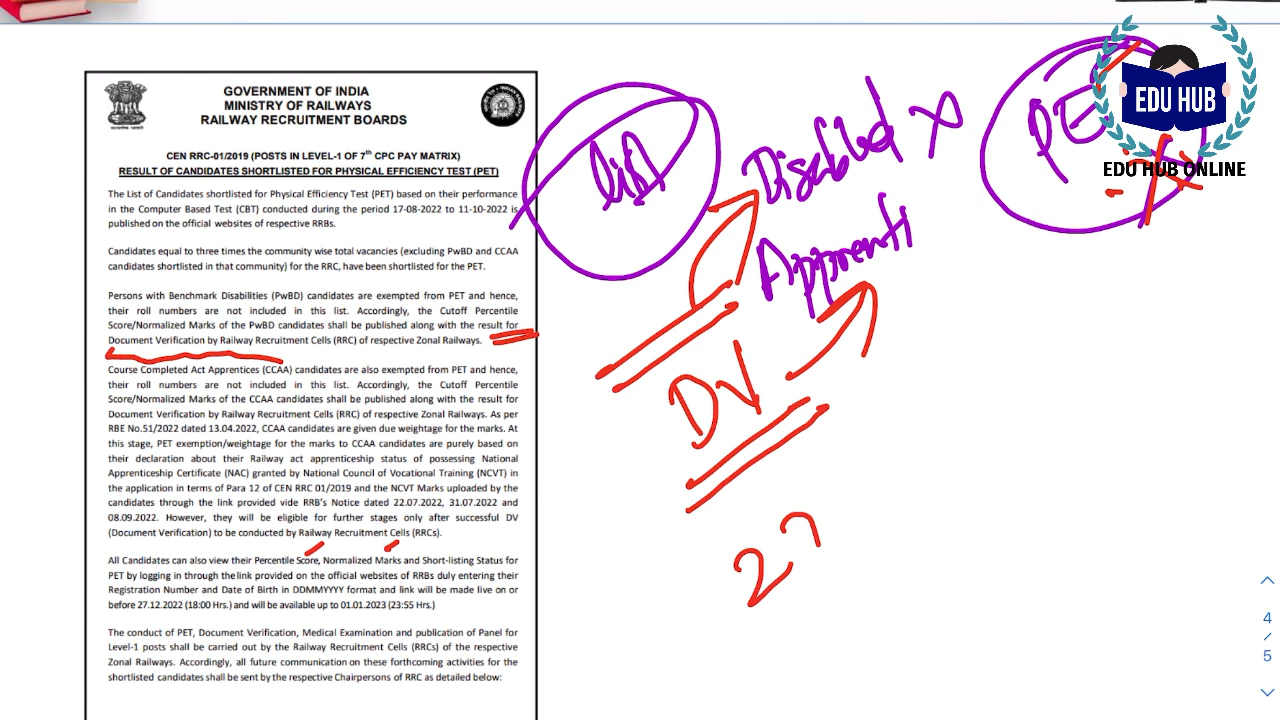 GOVERNMENT OF INDIA
MINISTRY OF RAILWAYS
RAILWAY RECRUITMENT BOARDS
CEN RRC-01/2019 (POSTS IN LEVEL-1 OF 7th CPC PAY MATRIX)
RESULT OF CANDIDATES SHORTLISTED FOR PHYSICAL EFFICIENCY TEST (PET)
The List of Candidates shortlisted for Physical Efficiency Test (PET) based on their performance
in the Computer Based Test (CBT) conducted during the period 17-08-2022 to 11-10-2022 is
published on the official websites of respective RRBs.
Candidates equal to three times the community wise total vacancies (excluding PwBD and CCAA
candidates shortlisted in that community) for the RRC, have been shortlisted for the PET.
Persons with Benchmark Disabilities (PwBD) candidates are exempted from PET and hence,
their roll numbers are not included in this list. Accordingly, the Cutoff Percentile
Score/Normalized Marks of the PwBD candidates shall be published along with the result for
Document Verification by Railway Recruitment Cells (RRC) of respective Zonal Railways.
Course Completed Act Apprentices (CCAA) candidates are also exempted from PET and hence,
their roll numbers are not included in this list. Accordingly, the Cutoff Percentile
Score/Normalized Marks of the CCAA candidates shall be published along with the result for
Document Verification by Railway Recruitment Cells (RRC) of respective Zonal Railways. As per
RBE No.51/2022 dated 13.04.2022, CCAA candidates are given due weightage for the marks. At
this stage, PET exemption/weightage for the marks to CCAA candidates are purely based on
their declaration about their Railway act apprenticeship status of possessing National
Apprenticeship Certificate (NAC) granted by National Council of Vocational Training (NCVT) in
the application in terms of Para 12 of CEN RRC 01/2019 and the NCVT Marks uploaded by the
candidates through the link provided vide RRB's Notice dated 22.07.2022, 31.07.2022 and
08.09.2022. However, they will be eligible for further stages only after successful DV
(Document Verification) to be conducted by Railway Recruitment Cells (RRCs).
All Candidates can also view their Percentile Score, Normalized Marks and Short-listing Status for
PET by logging in through the link provided on the official websites of RRBs duly entering their
Registration Number and Date of Birth in DDMMYYYY format and link will be made live on or
before 27.12.2022 (18:00 Hrs.) and will be available up to 01.01.2023 (23:55 Hrs.)
The conduct of PET, Document Verification, Medical Examination and publication of Panel for
Level-1 posts shall be carried out by the Railway Recruitment Cells (RRCs) of the respective
Zonal Railways. Accordingly, all future communication on these forthcoming activities for the
shortlisted candidates shall be sent by the respective Chairpersons of RRC as detailed below:
Disabled
DV
EDU HUB
EDU HUB ONLINE
4
/
5